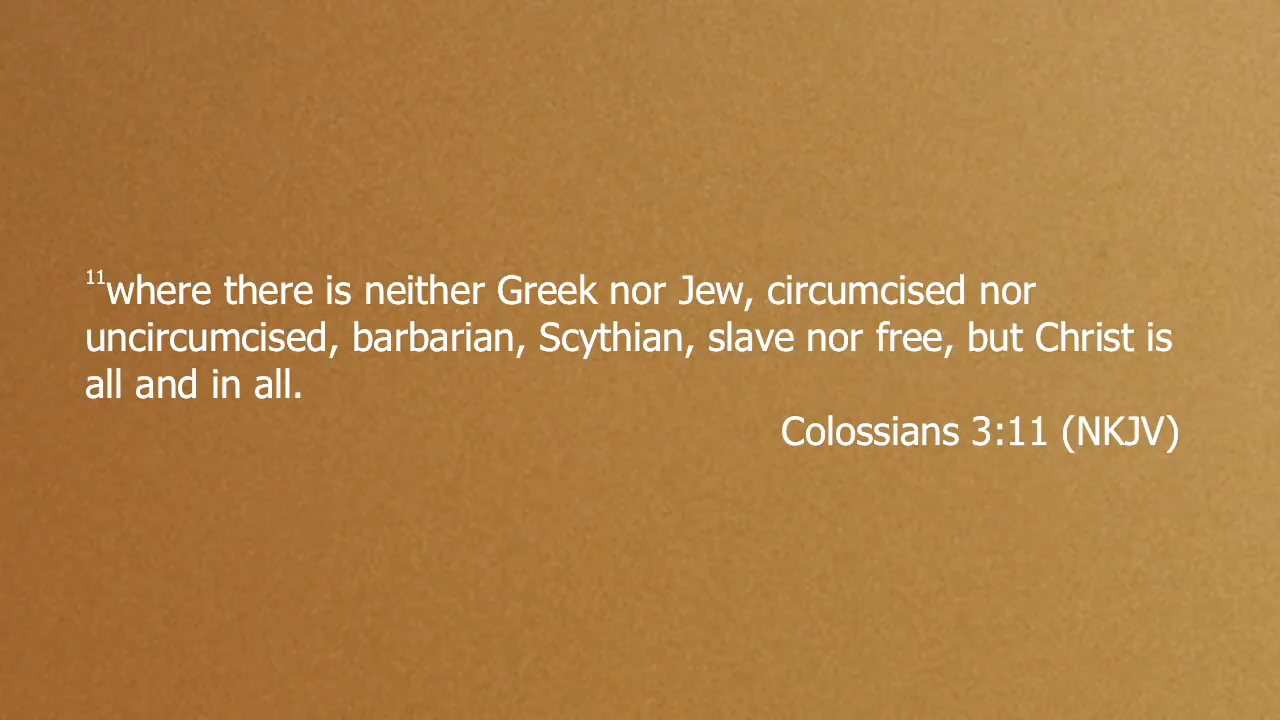 11where there is neither Greek nor Jew, circumcised nor
uncircumcised, barbarian, Scythian, slave nor free, but Christ is
all and in all.
Colossians 3:11 (NKJV)